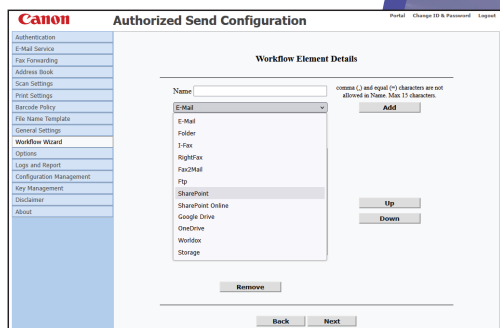 Canon
Authorized Send Configuration
Portal Change ID & Password Logout
Authentication
E-Mail Service
Fax Forwarding
Address Book
Scan Settings
Print Settings
Barcode Policy
File Name Template
General Settings
Workflow Wizard
Options
Logs and Report
Configuration Management
Key Management
Disclaimer
About
Workflow Element Details
Name
comma (,) and equal (=) characters are not
allowed in Name. Max 15 characters.
E-Mail
Add
E-Mail
Folder
I-Fax
RightFax
Fax2Mail
Ftp
SharePoint
SharePoint Online
Google Drive
OneDrive
Worldox
Storage
Up
Down
Remove
Back Next